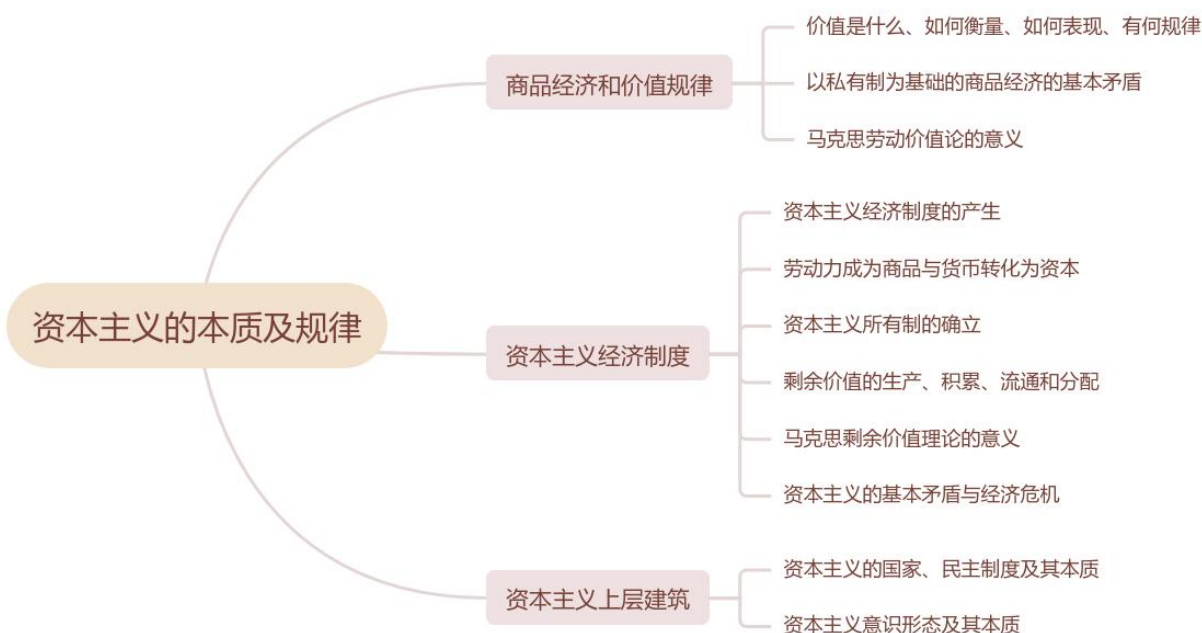 资本主义的本质及规律
商品经济和价值规律
价值是什么、如何衡量、如何表现、有何规律
以私有制为基础的商品经济的基本矛盾
马克思劳动价值论的意义
资本主义经济制度
资本主义经济制度的产生
劳动力成为商品与货币转化为资本
资本主义所有制的确立
剩余价值的生产、积累、流通和分配
马克思剩余价值理论的意义
资本主义的基本矛盾与经济危机
资本主义上层建筑
资本主义的国家、民主制度及其本质
资本主义意识形态及其本质